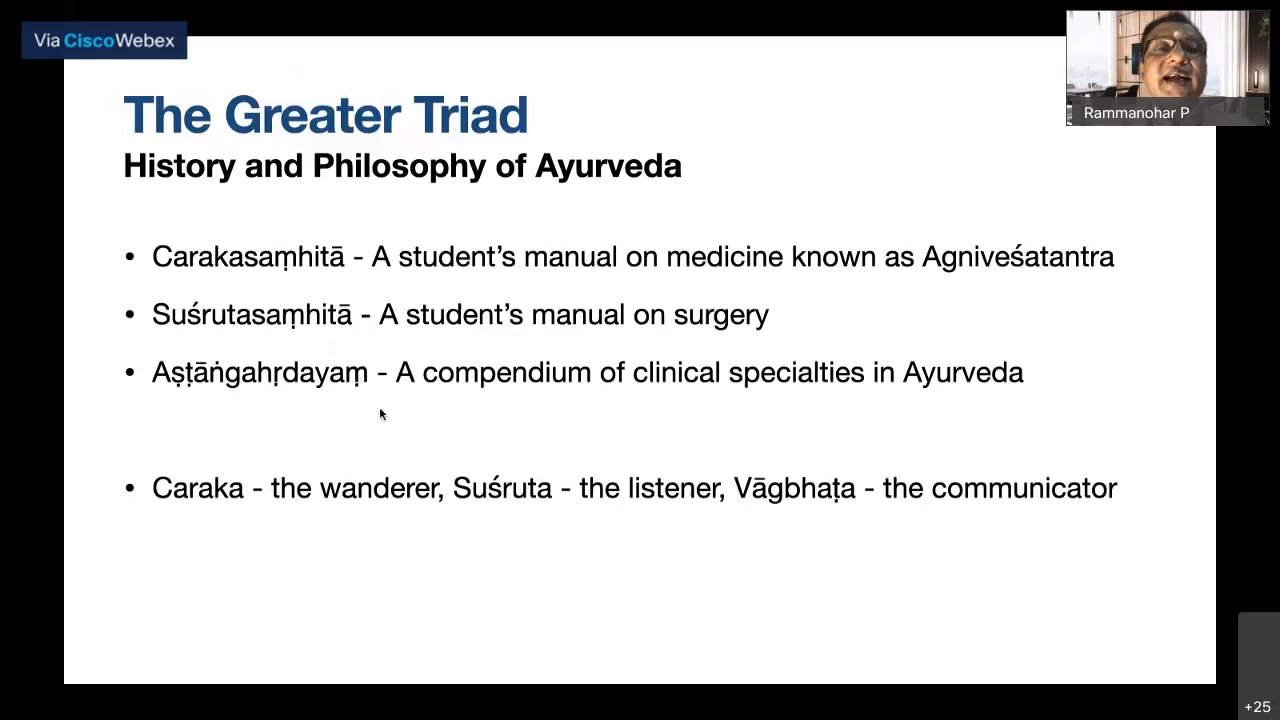 Via CiscoWebex
Rammanohar P
The Greater Triad
History and Philosophy of Ayurveda
• Carakasaṃhitā - A student’s manual on medicine known as Agniveśatantra
• Suśrutasaṃhitā - A student’s manual on surgery
• Aṣṭāṅgahṛdayaṃ - A compendium of clinical specialties in Ayurveda
• Caraka - the wanderer, Suśruta - the listener, Vāgbhaṭa - the communicator
+25